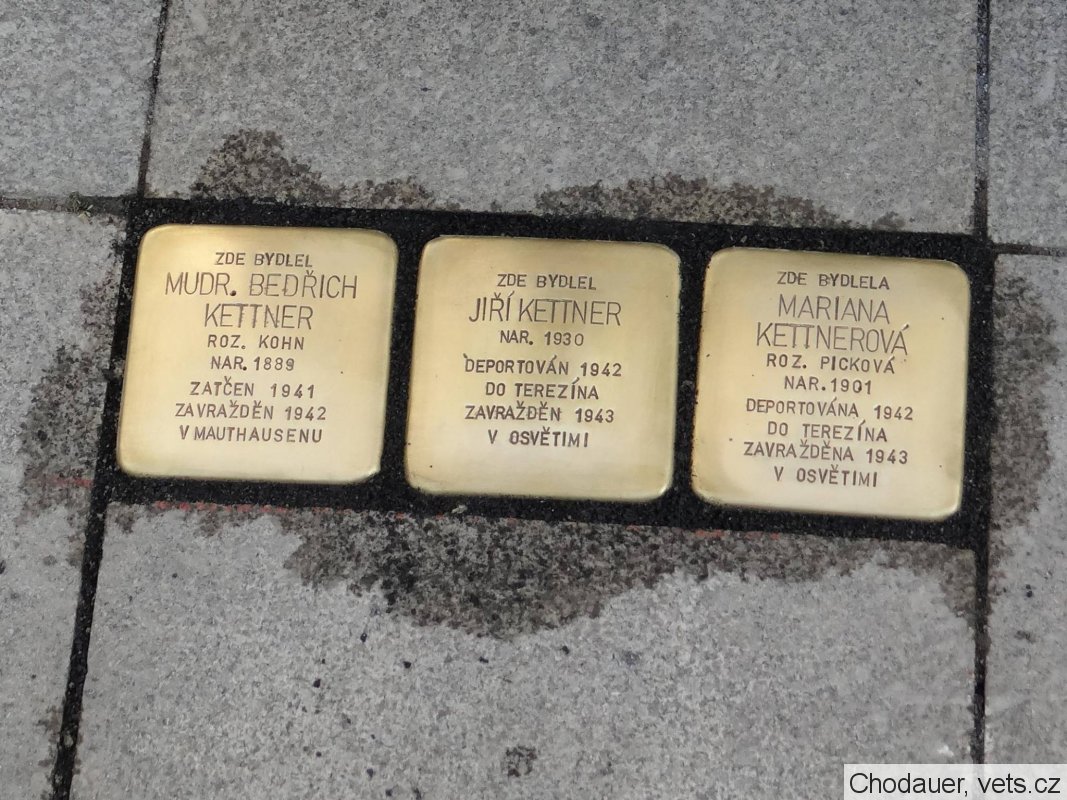 ZDE BYDLEL
MUDR. BEDŘICH
KETTNER
ROZ. KOHN
NAR. 1889
ZATČEN 1941
ZAVRAŽDĚN 1942
V MAUTHAUSENU
ZDE BYDLEL
JIŘÍ KETTNER
NAR. 1930
DEPORTOVÁN 1942
DO TEREZÍNA
ZAVRAŽDĚN 1943
V OSVĚTIMI
ZDE BYDLELA
MARIANA
KETTNEROVÁ
ROZ. PICKOVÁ
NAR. 1901
DEPORTOVÁNA 1942
DO TEREZÍNA
ZAVRAŽDĚNA 1943
V OSVĚTIMI
Chodauer, vets.cz